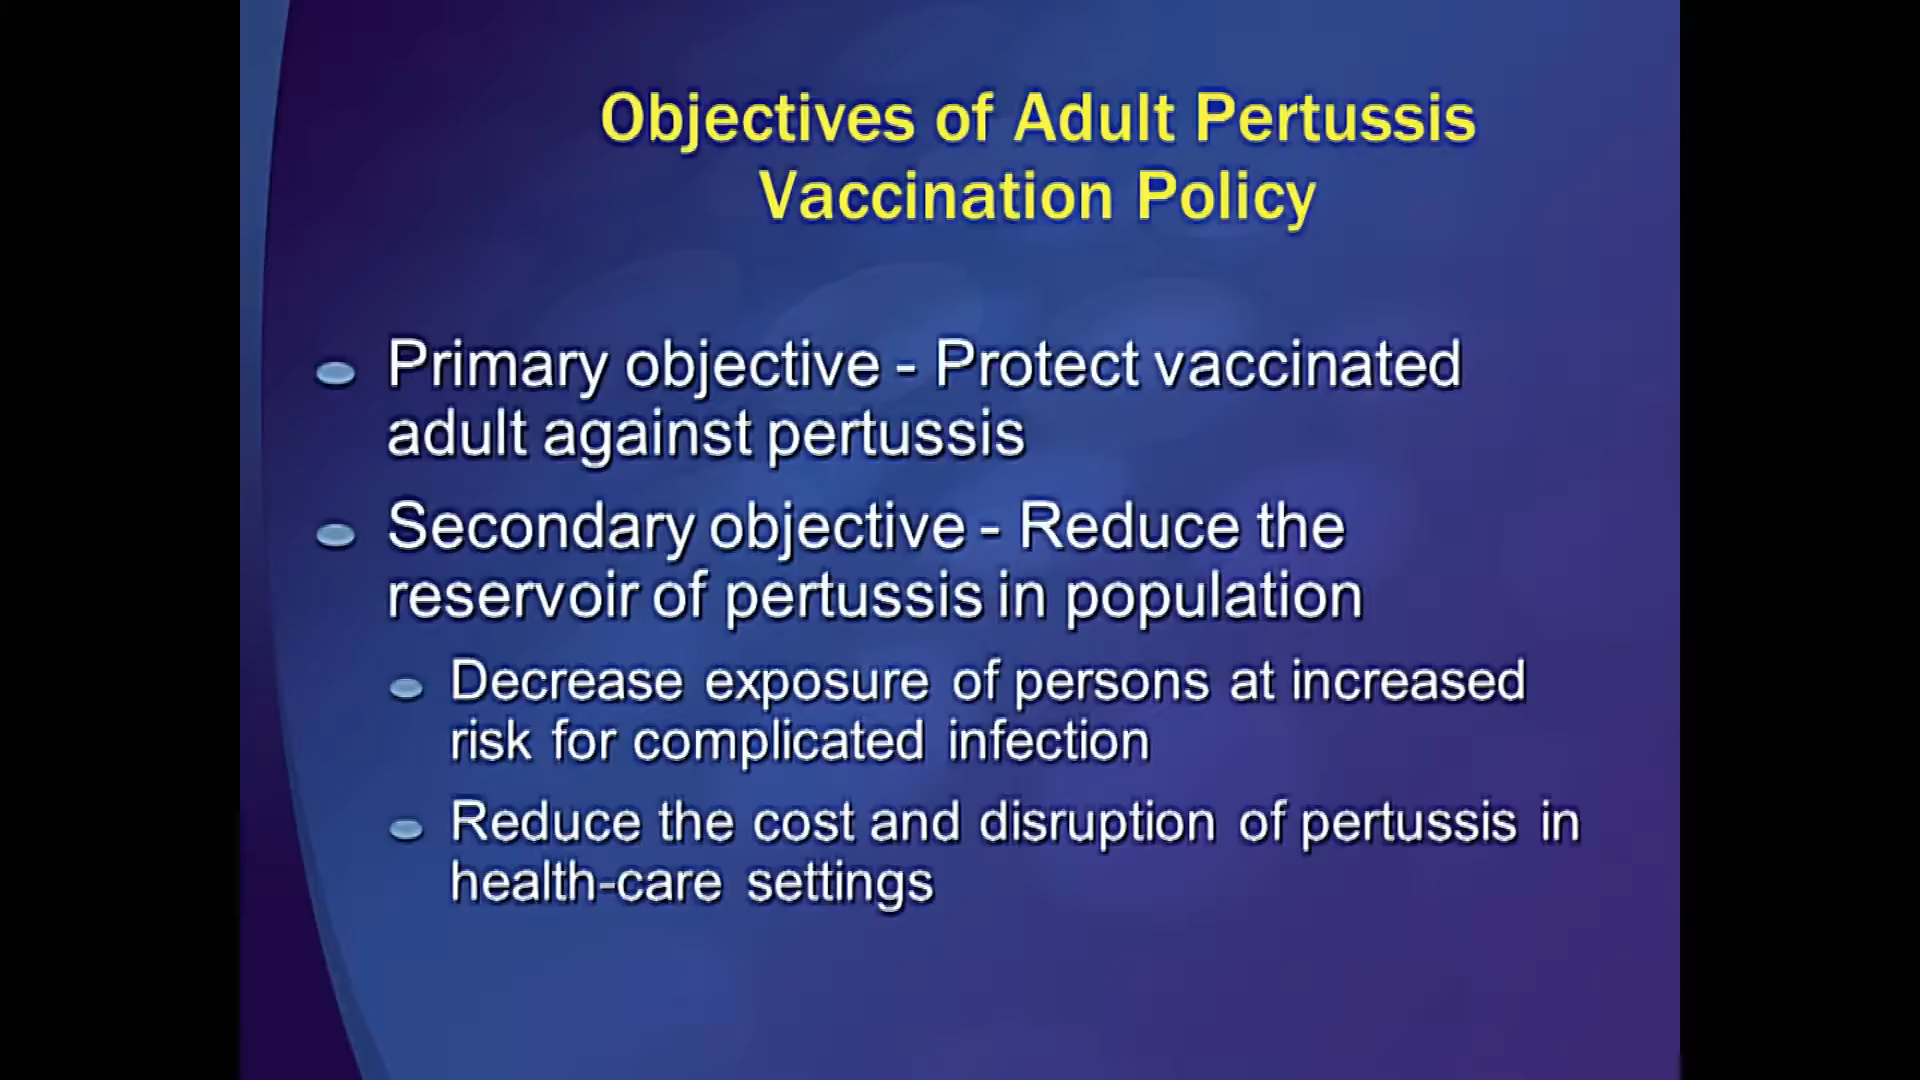 Objectives of Adult Pertussis
Vaccination Policy
Primary objective - Protect vaccinated
adult against pertussis
Secondary objective - Reduce the
reservoir of pertussis in population
Decrease exposure of persons at increased
risk for complicated infection
Reduce the cost and disruption of pertussis in
health-care settings